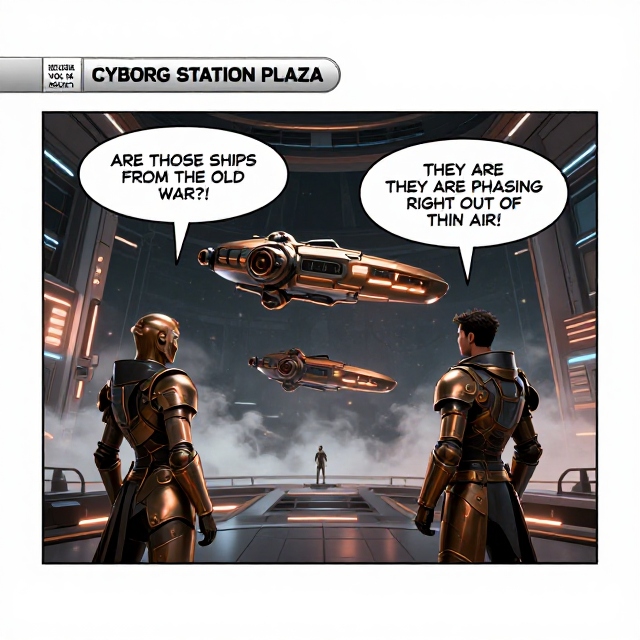 CYBORG STATION PLAZA
ARE THOSE SHIPS
FROM THE OLD
WAR?!
THEY ARE
THEY ARE PHASING
RIGHT OUT OF
THIN AIR!